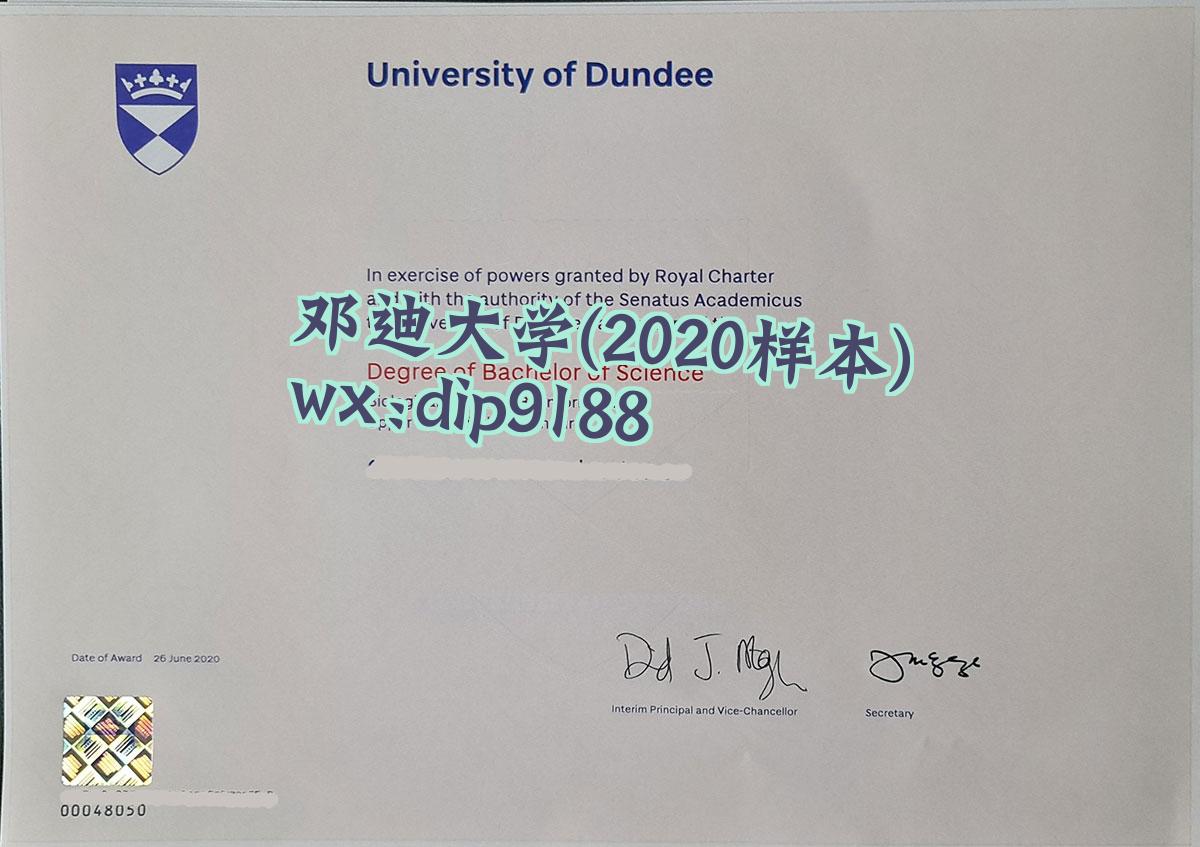 University of Dundee
In exercise of powers granted by Royal Charter
with the authority of the Senatus Academicus
邓迪大学(2020样本)
Degree of Bachelor of Science
wx:dip9188
Date of Award 26 June 2020
Interim Principal and Vice-Chancellor
Secretary
00048050